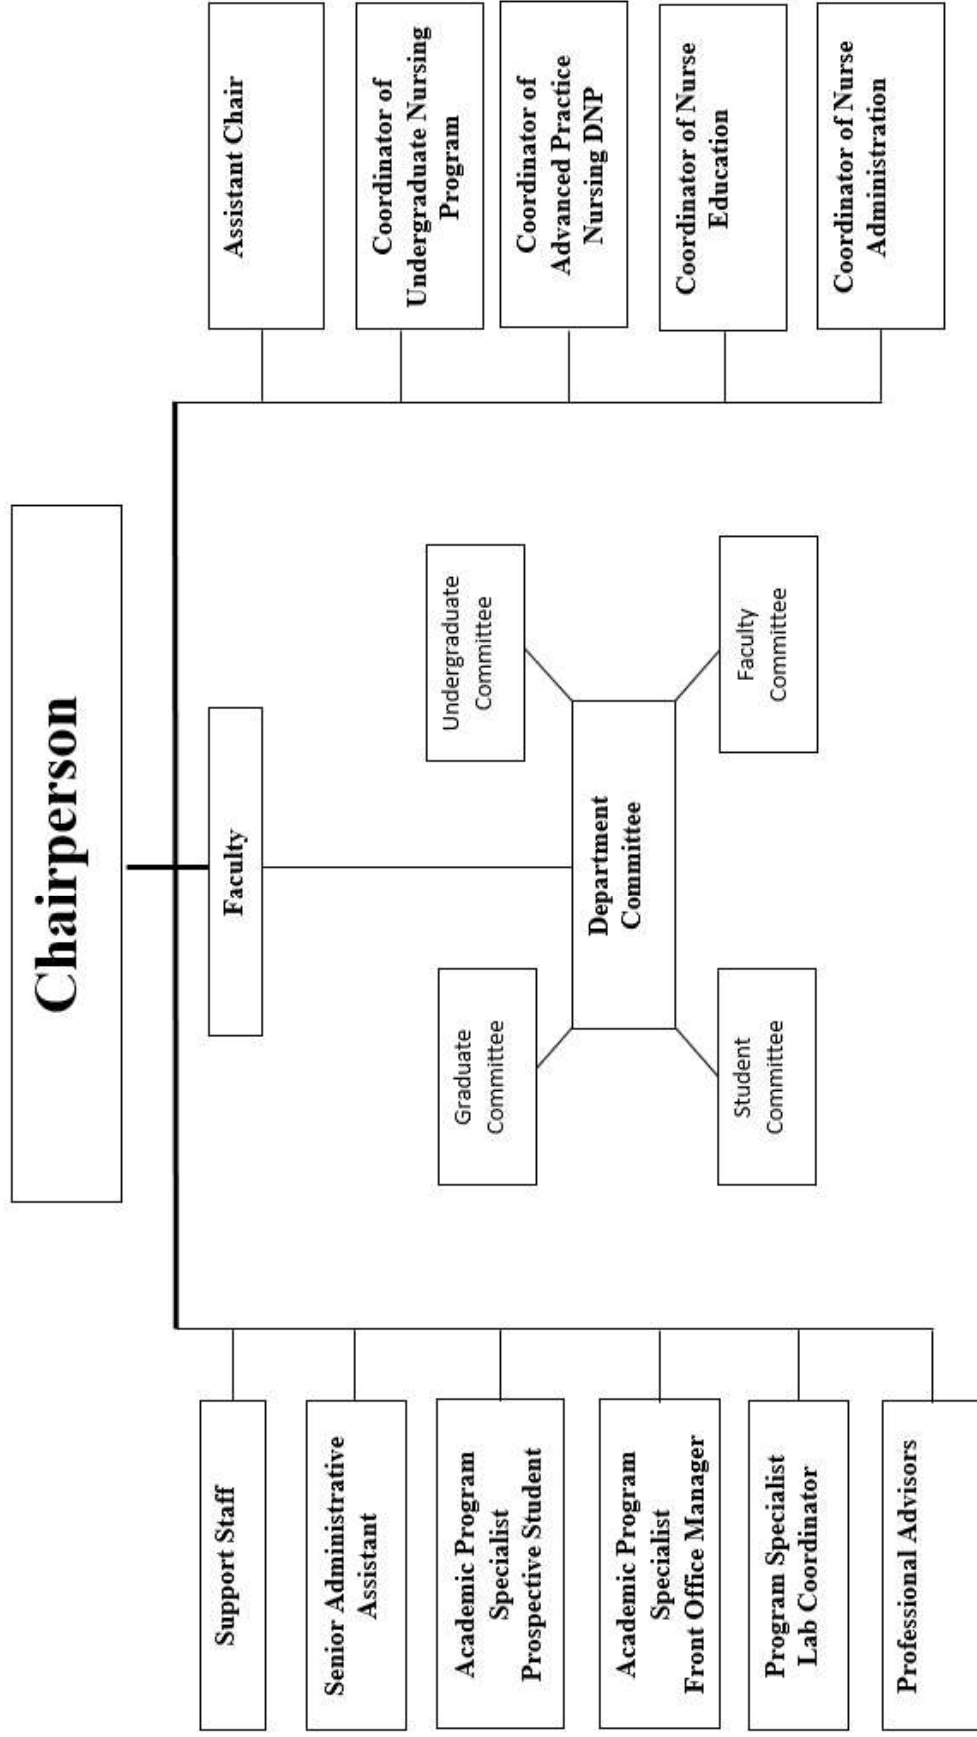 Chairperson
Support Staff
Senior Administrative
Assistant
Academic Program
Specialist
Prospective Student
Academic Program
Specialist
Front Office Manager
Program Specialist
Lab Coordinator
Professional Advisors
Faculty
Graduate
Committee
Undergraduate
Committee
Department
Committee
Student
Committee
Faculty
Committee
Assistant Chair
Coordinator of
Undergraduate Nursing
Program
Coordinator of
Advanced Practice
Nursing DNP
Coordinator of Nurse
Education
Coordinator of Nurse
Administration